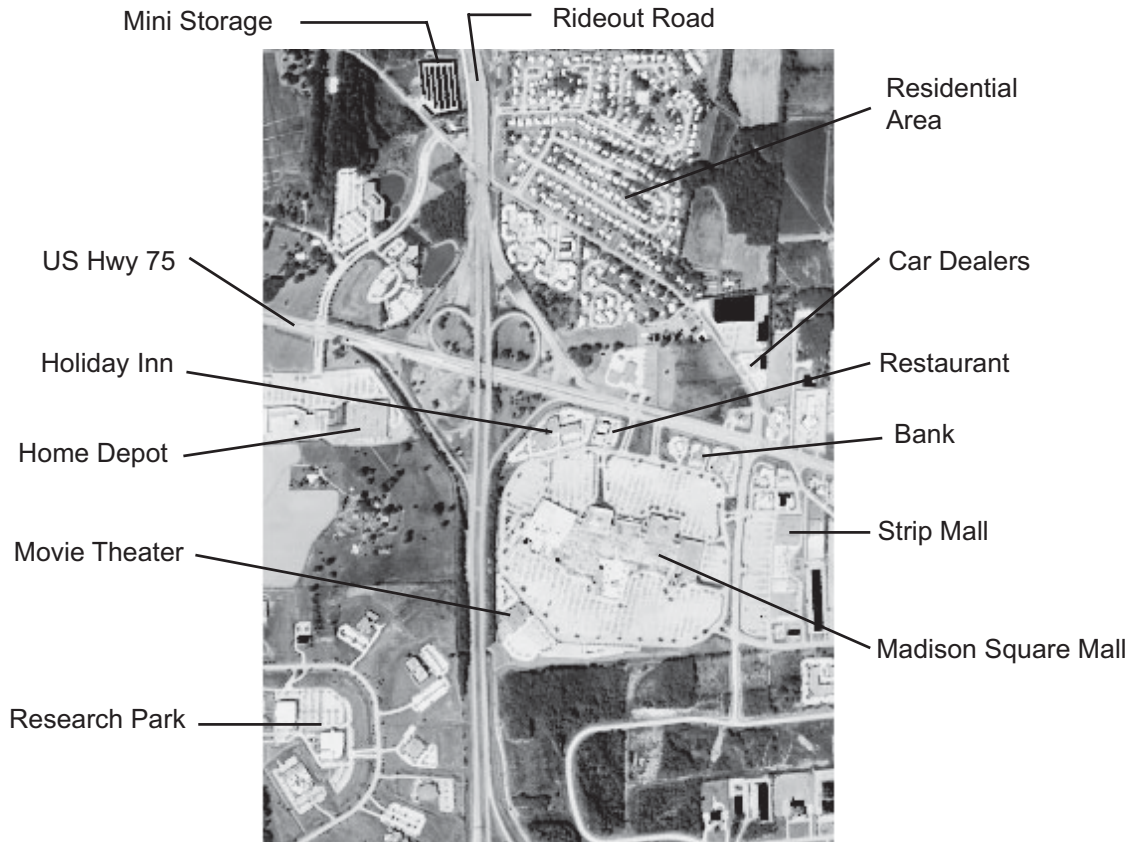 Mini Storage
Rideout Road
Residential
Area
US Hwy 75
Car Dealers
Holiday Inn
Restaurant
Home Depot
Bank
Strip Mall
Movie Theater
Madison Square Mall
Research Park